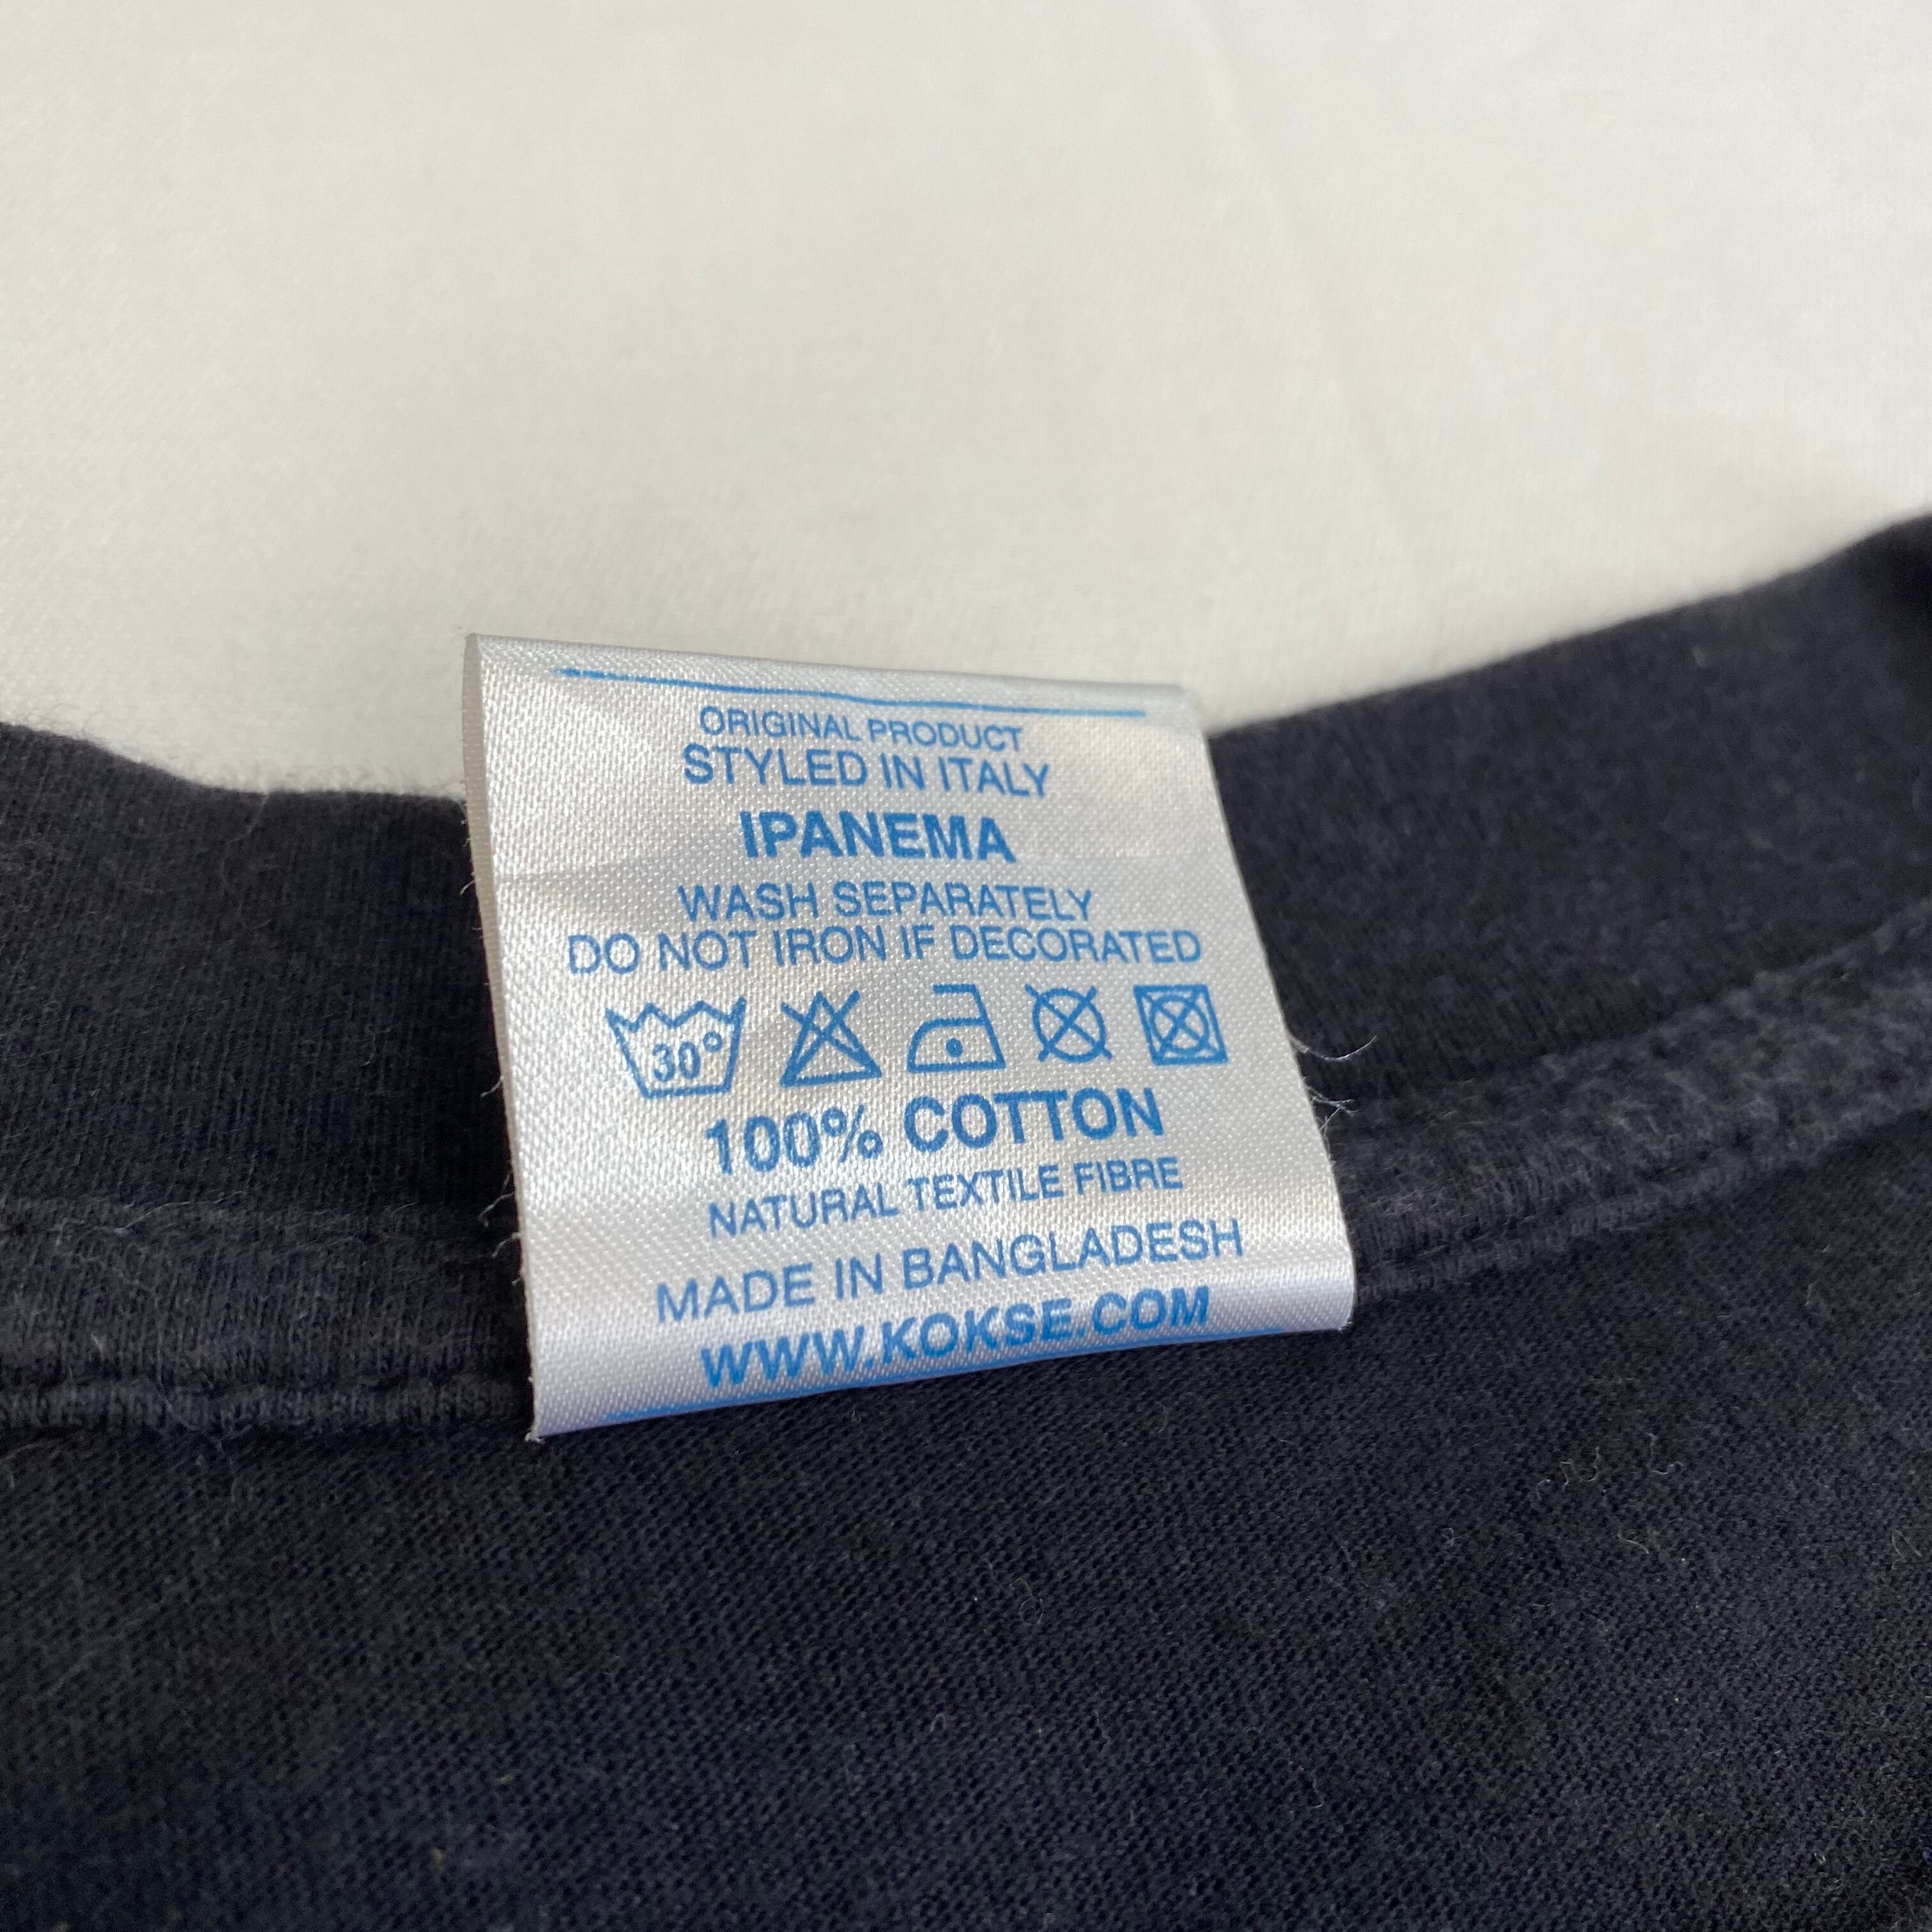 ORIGINAL PRODUCT
STYLED IN ITALY
IPANEMA
WASH SEPARATELY
DO NOT IRON IF DECORATED
30°
100% COTTON
NATURAL TEXTILE FIBRE
MADE IN BANGLADESH
WWW.KOKSE.COM